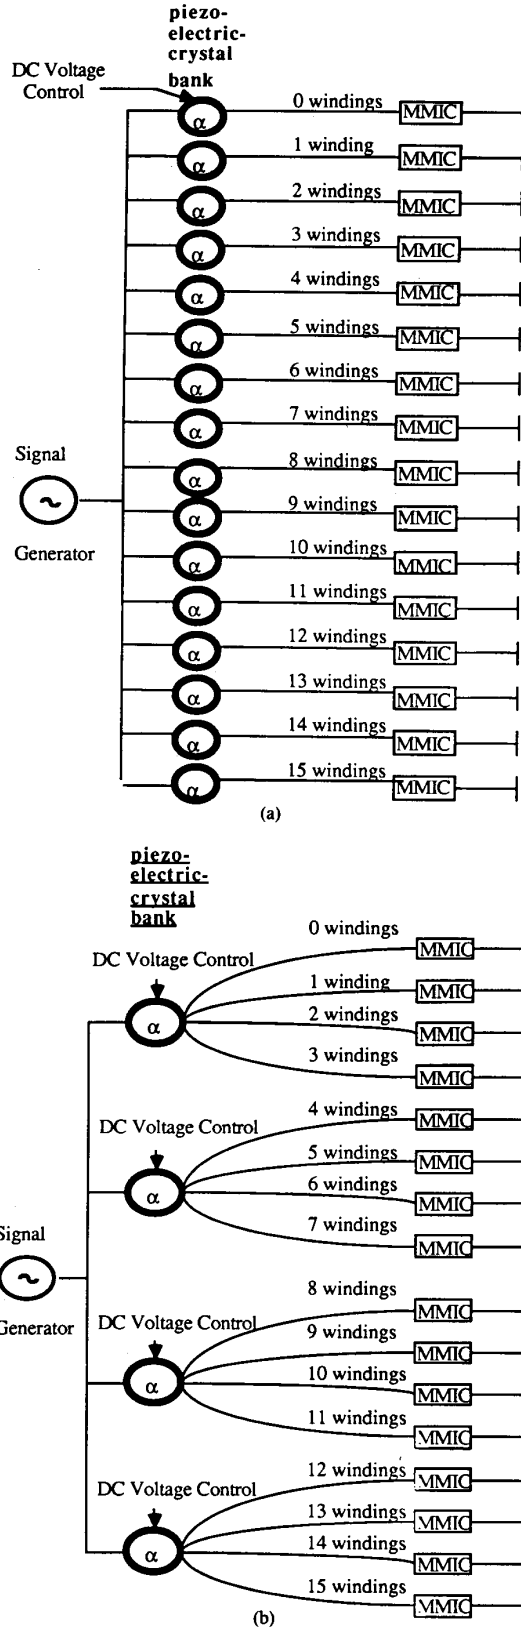 piezo-
electric-
crystal
bank
DC Voltage
Control
α 0 windings MMIC
α 1 winding MMIC
α 2 windings MMIC
α 3 windings MMIC
α 4 windings MMIC
α 5 windings MMIC
α 6 windings MMIC
α 7 windings MMIC
Signal
α 8 windings MMIC
~
α 9 windings MMIC
Generator
α 10 windings MMIC
α 11 windings MMIC
α 12 windings MMIC
α 13 windings MMIC
α 14 windings MMIC
α 15 windings MMIC
(a)
piezo-
electric-
crystal
bank
DC Voltage Control
0 windings MMIC
1 winding MMIC
α
2 windings MMIC
3 windings MMIC
DC Voltage Control
4 windings MMIC
5 windings MMIC
α
6 windings MMIC
7 windings MMIC
Signal
~
Generator
DC Voltage Control
8 windings MMIC
9 windings MMIC
α
10 windings MMIC
11 windings MMIC
DC Voltage Control
12 windings MMIC
13 windings MMIC
α
14 windings MMIC
15 windings MMIC
(b)